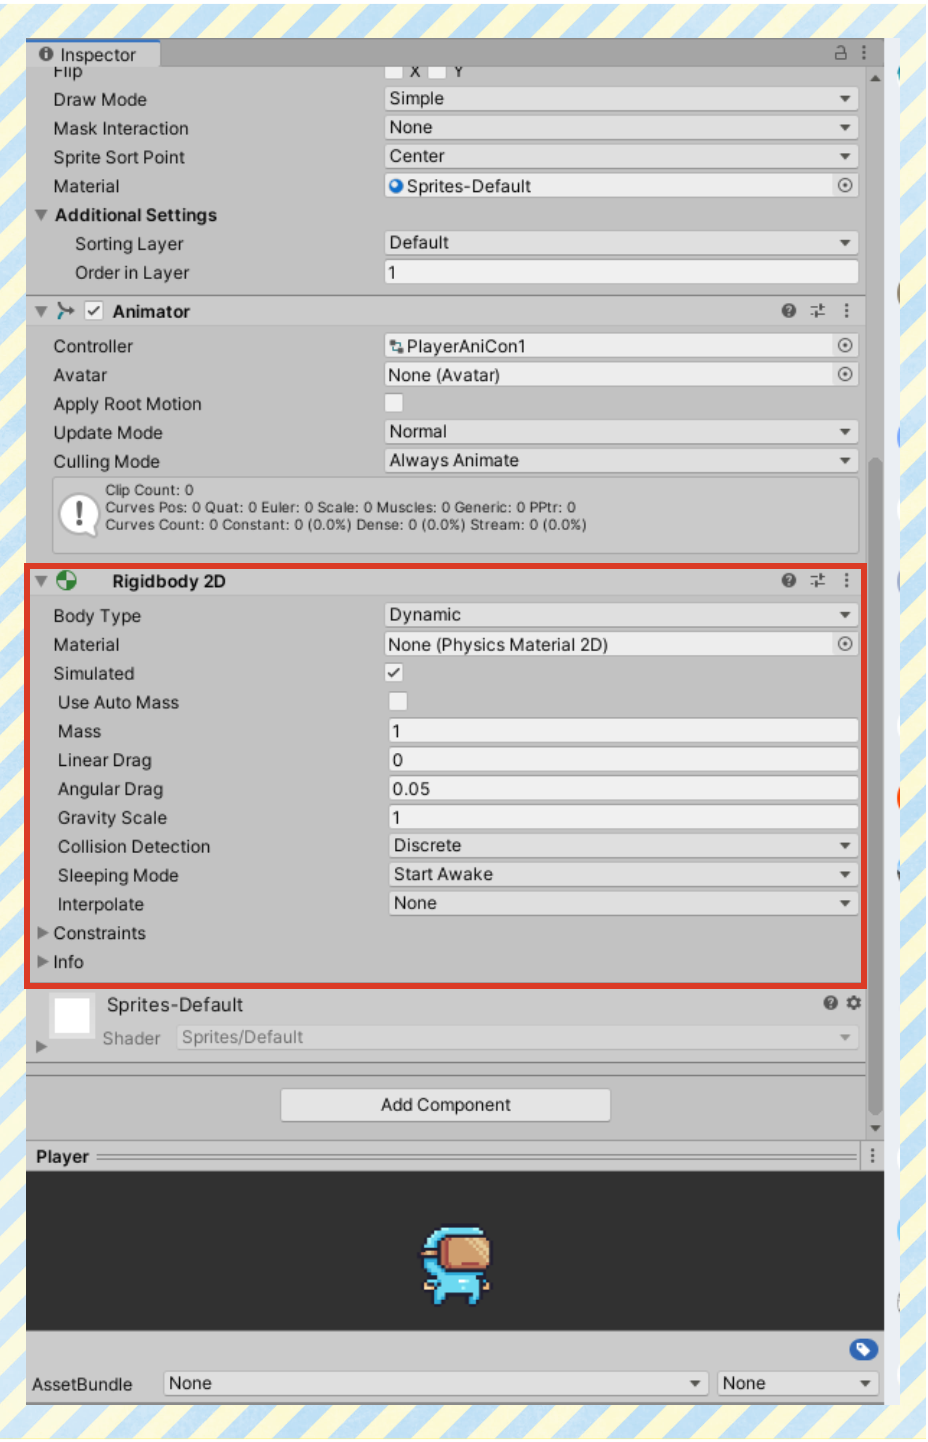 Inspector
Flip X Y
Draw Mode Simple
Mask Interaction None
Sprite Sort Point Center
Material Sprites-Default
Additional Settings
Sorting Layer Default
Order in Layer 1
Animator
Controller PlayerAniCon1
Avatar None (Avatar)
Apply Root Motion
Update Mode Normal
Culling Mode Always Animate
Clip Count: 0
Curves Pos: 0 Quat: 0 Euler: 0 Scale: 0 Muscles: 0 Generic: 0 PPtr: 0
Curves Count: 0 Constant: 0 (0.0%) Dense: 0 (0.0%) Stream: 0 (0.0%)
Rigidbody 2D
Body Type Dynamic
Material None (Physics Material 2D)
Simulated
Use Auto Mass
Mass 1
Linear Drag 0
Angular Drag 0.05
Gravity Scale 1
Collision Detection Discrete
Sleeping Mode Start Awake
Interpolate None
Constraints
Info
Sprites-Default
Shader Sprites/Default
Add Component
Player
AssetBundle None None